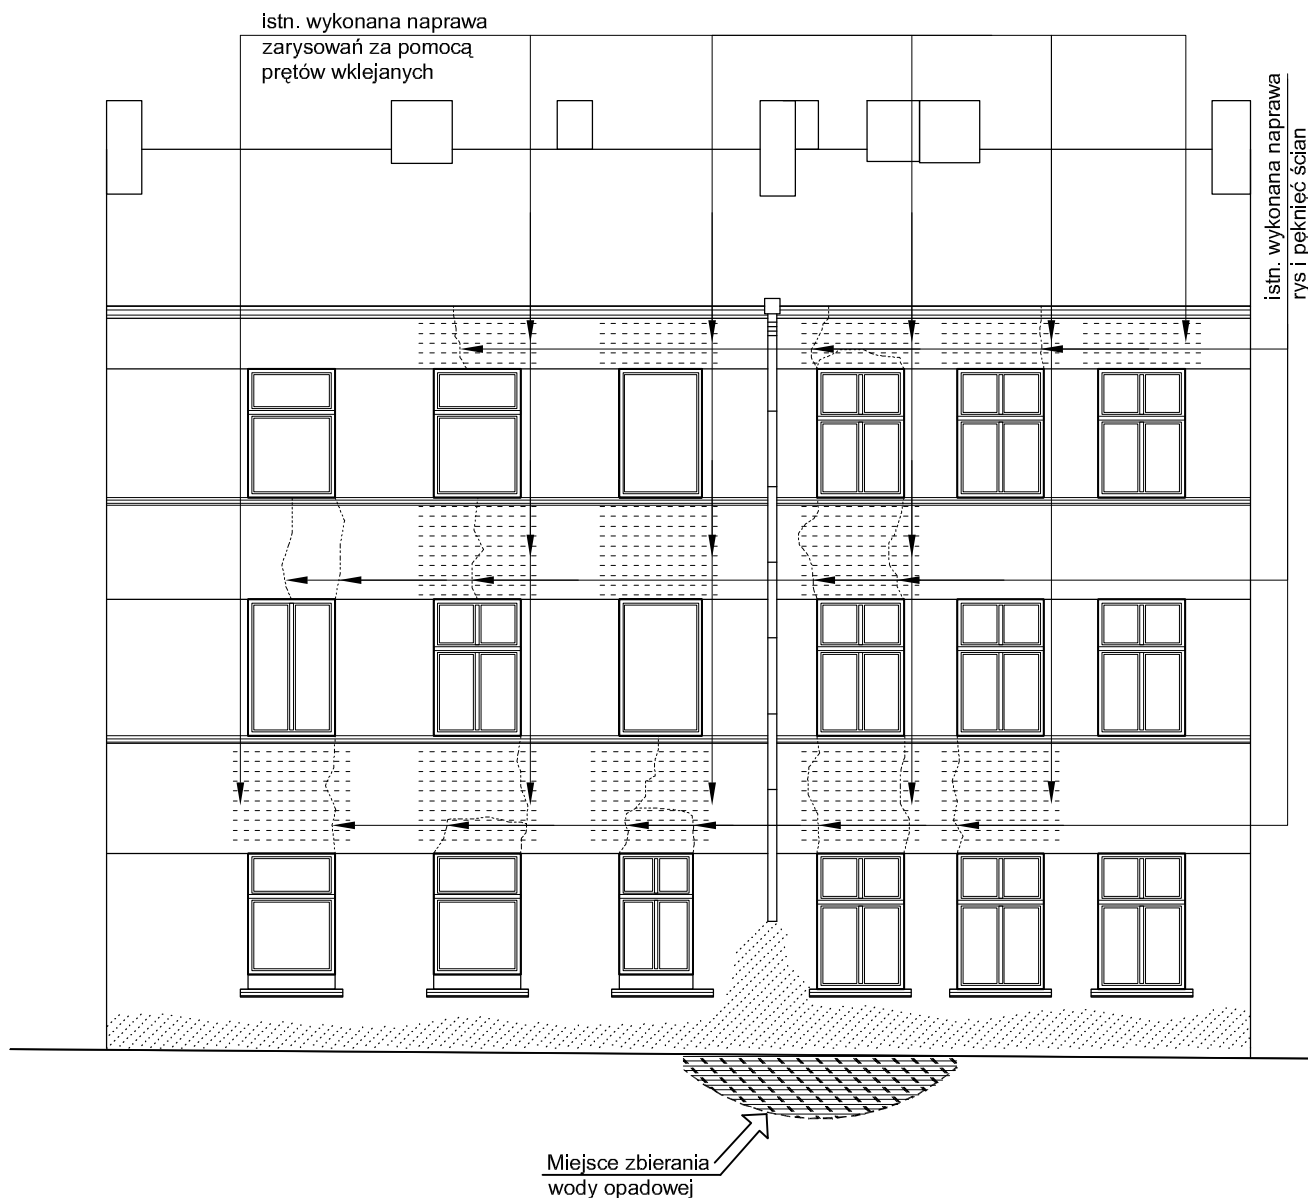 istn. wykonana naprawa
zarysowań za pomocą
prętów wklejanych
istn. wykonana naprawa
rys i pęknięć ścian
Miejsce zbierania
wody opadowej